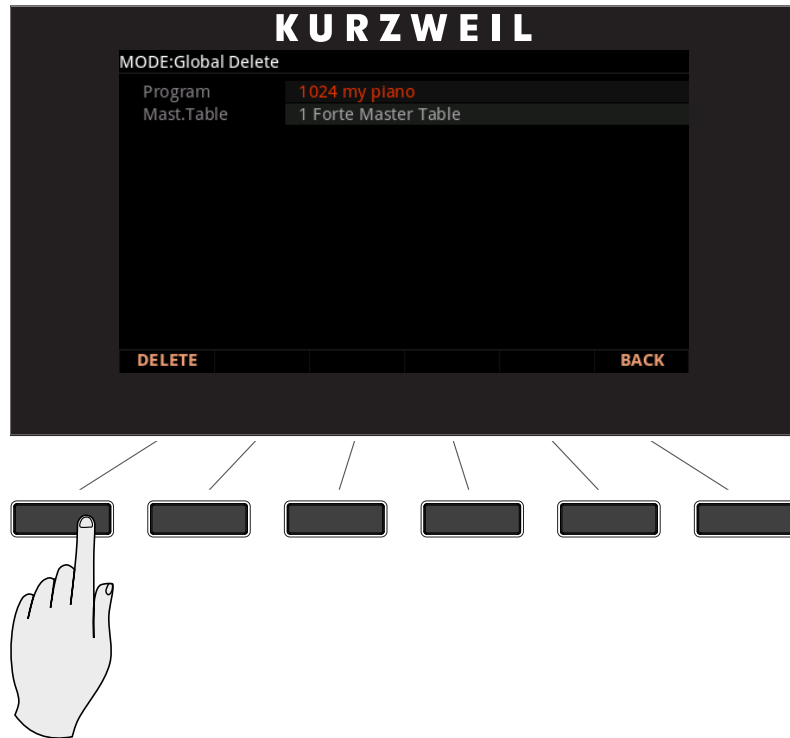 KURZWEIL
MODE:Global Delete
Program 1024 my piano
Mast.Table 1 Forte Master Table
DELETE BACK